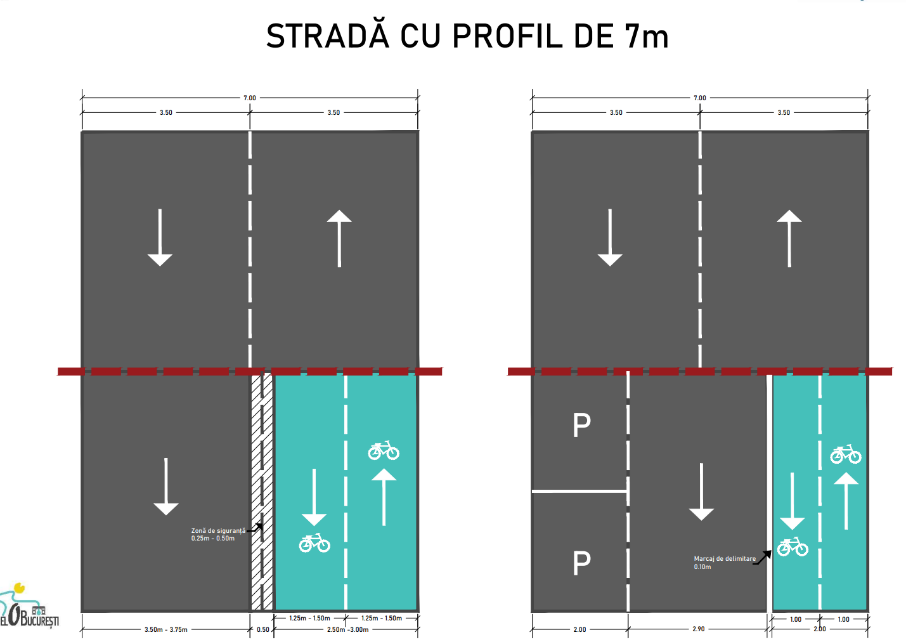 STRADĂ CU PROFIL DE 7m
7.00
3.50
3.50
7.00
3.50
3.50
P
P
Zonă de siguranță
0.25m - 0.50m
Marcaj de delimitare
0.10m
1.25m - 1.50m
1.25m - 1.50m
3.50m - 3.75m
0.50
2.50m -3.00m
1.00
1.00
2.00
2.90
2.00
BUCUREȘTI